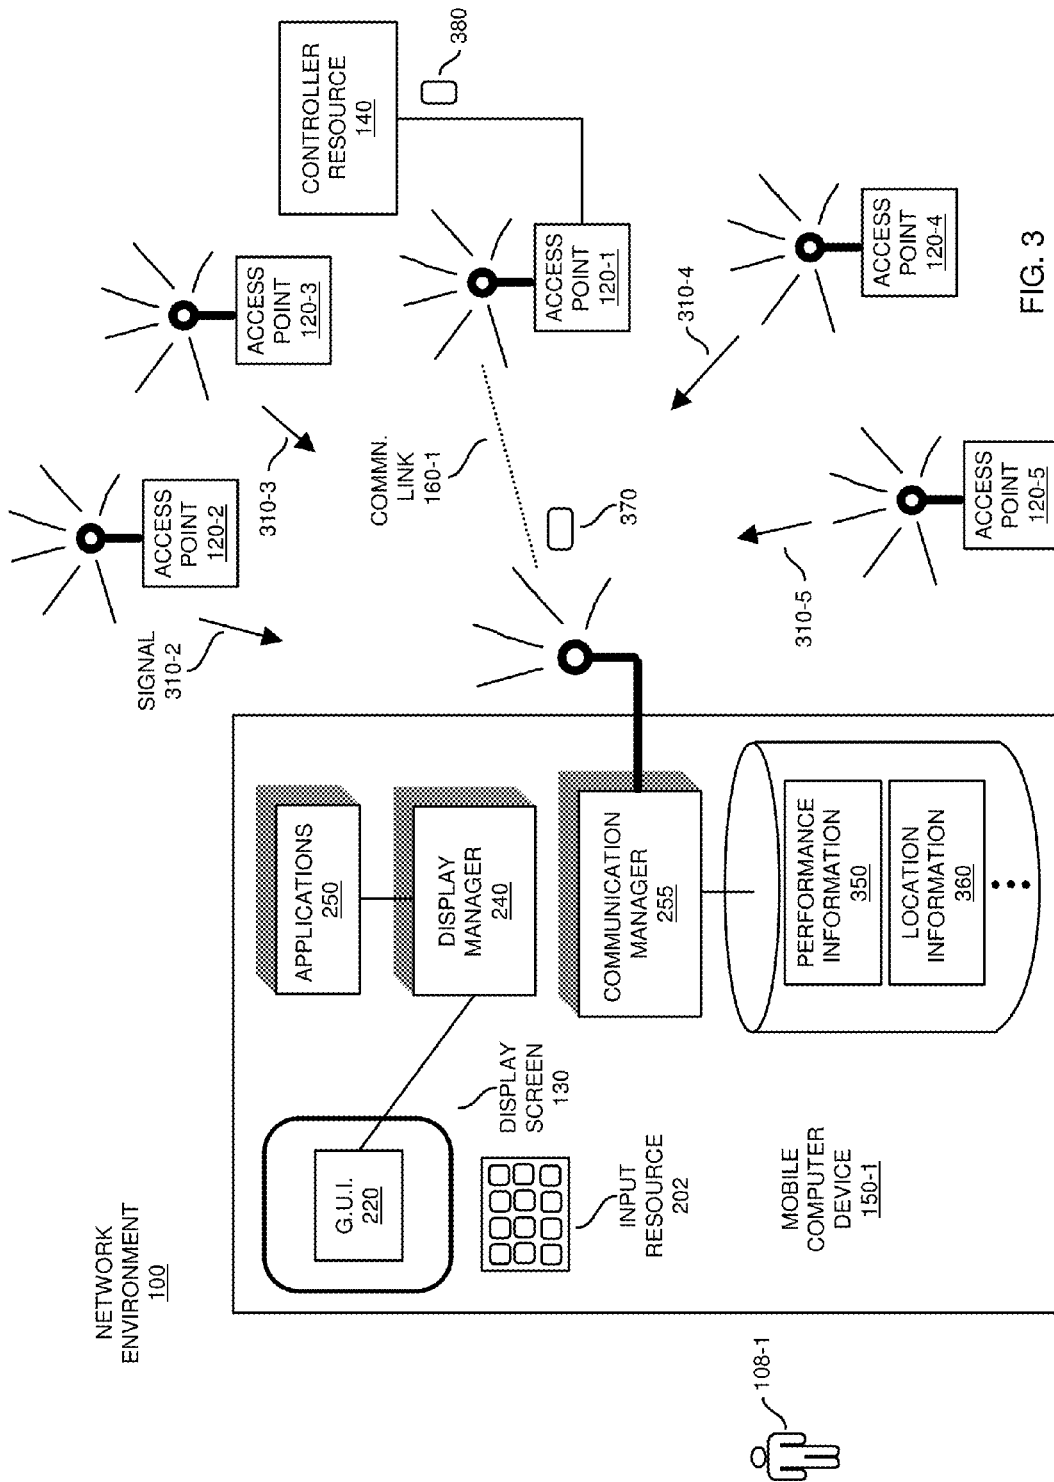 NETWORK
ENVIRONMENT
100
SIGNAL
310-2
ACCESS
POINT
120-2
310-3
ACCESS
POINT
120-3
CONTROLLER
RESOURCE
140
380
COMMN.
LINK
160-1
ACCESS
POINT
120-1
370
310-4
ACCESS
POINT
120-4
310-5
ACCESS
POINT
120-5
G.U.I.
220
DISPLAY
SCREEN
130
APPLICATIONS
250
DISPLAY
MANAGER
240
COMMUNICATION
MANAGER
255
PERFORMANCE
INFORMATION
350
LOCATION
INFORMATION
360
INPUT
RESOURCE
202
MOBILE
COMPUTER
DEVICE
150-1
108-1
FIG. 3